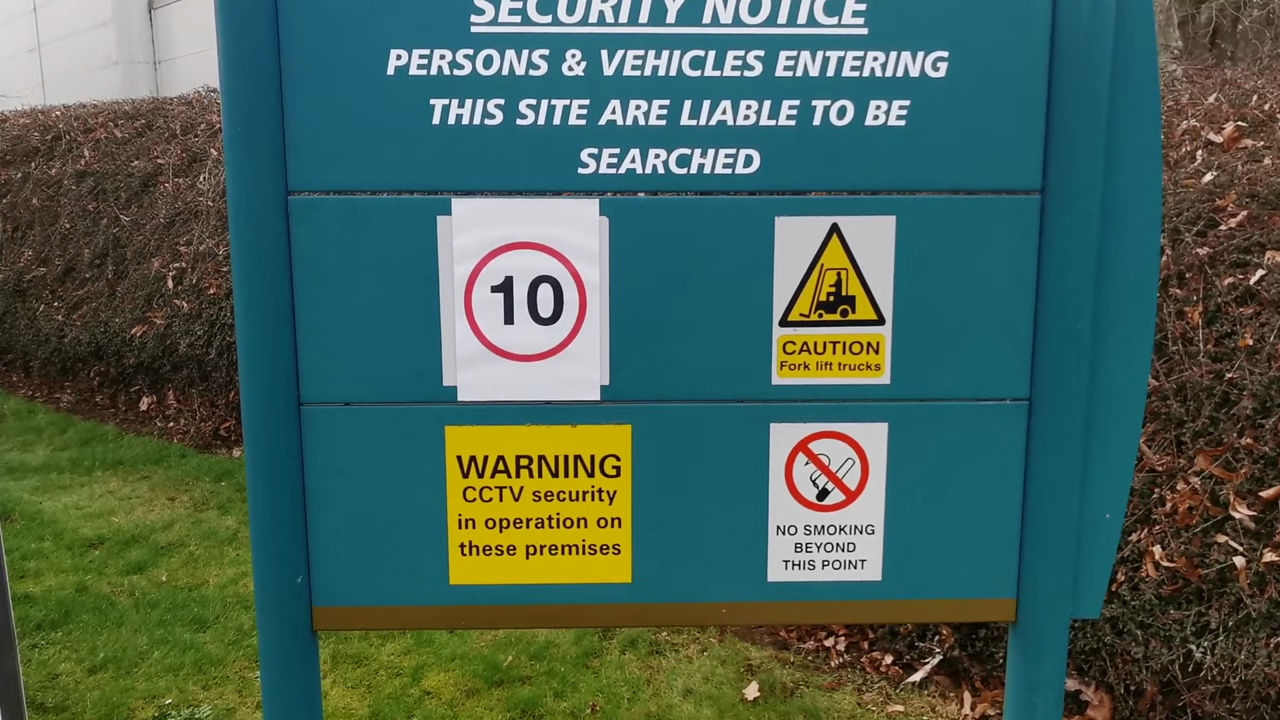 SECURITY NOTICE
PERSONS & VEHICLES ENTERING
THIS SITE ARE LIABLE TO BE
SEARCHED
10
CAUTION
Fork lift trucks
WARNING
CCTV security
in operation on
these premises
NO SMOKING
BEYOND
THIS POINT